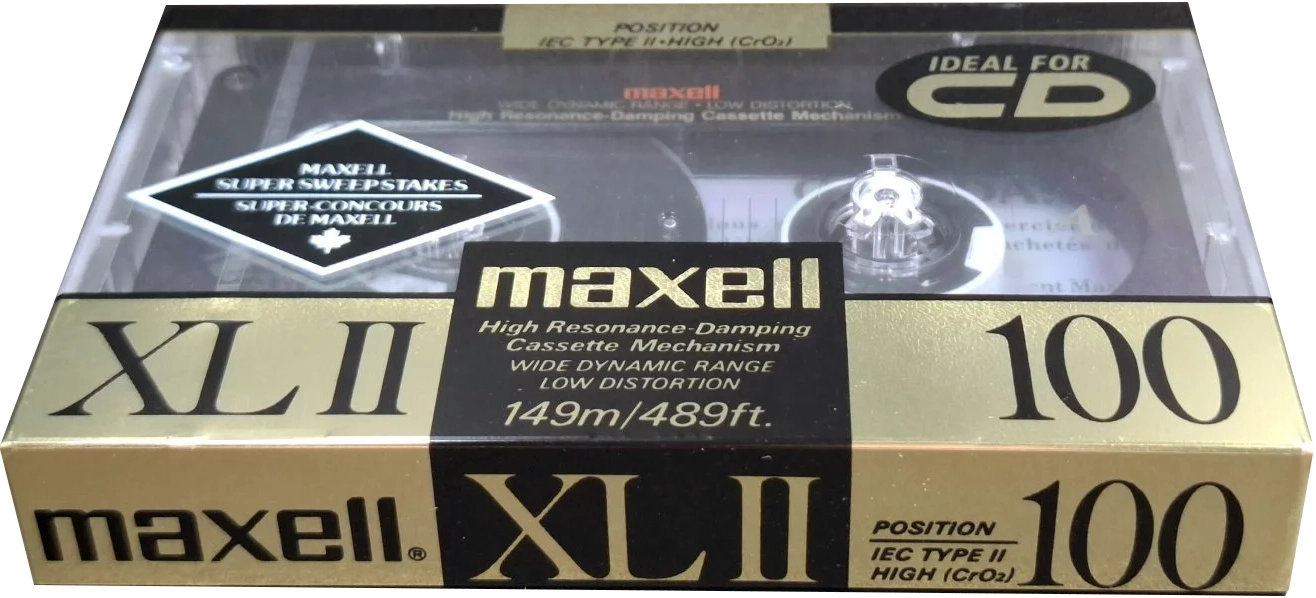 POSITION
IEC TYPE II•HIGH (CrO₂)
IDEAL FOR
CD
maxell
WIDE DYNAMIC RANGE • LOW DISTORTION
High Resonance-Damping Cassette Mechanism
MAXELL
SUPER SWEEPSTAKES
SUPER-CONCOURS
DE MAXELL
achetés
maxell
High Resonance-Damping
Cassette Mechanism
WIDE DYNAMIC RANGE
LOW DISTORTION
149m/489ft.
XL II
100
maxell®
XL II
POSITION
IEC TYPE II
HIGH (CrO₂)
100